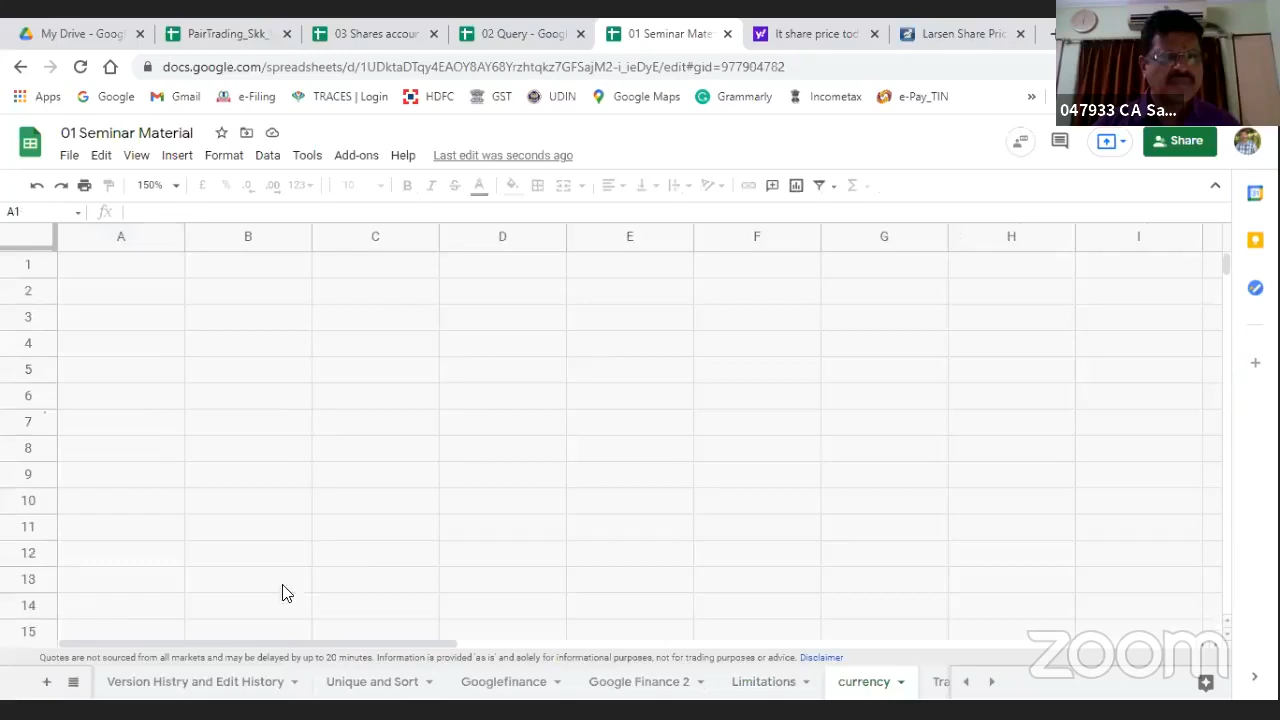 My Drive - Goog
PairTrading_Skk_
03 Shares accour
02 Query - Goog
01 Seminar Mate
It share price tod
Larsen Share Pric
docs.google.com/spreadsheets/d/1UDktaDTqy4EAOY8AY68Yrzhtqkz7GFSajM2-i_ieDyE/edit#gid=977904782
Apps
Google
Gmail
e-Filing
TRACES | Login
HDFC
GST
UDIN
Google Maps
Grammarly
Incometax
e-Pay_TIN
»
047933 CA Sa...
01 Seminar Material
Share
File Edit View Insert Format Data Tools Add-ons Help Last edit was seconds ago
150% £ % .0 .00 123 10 B I S A
A1 fx
A B C D E F G H I
1
2
3
4
5
6
7
8
9
10
11
12
13
14
15
Quotes are not sourced from all markets and may be delayed by up to 20 minutes. Information is provided 'as is' and solely for informational purposes, not for trading purposes or advice. Disclaimer
zoom
Version Histry and Edit History
Unique and Sort
Googlefinance
Google Finance 2
Limitations
currency
Tra